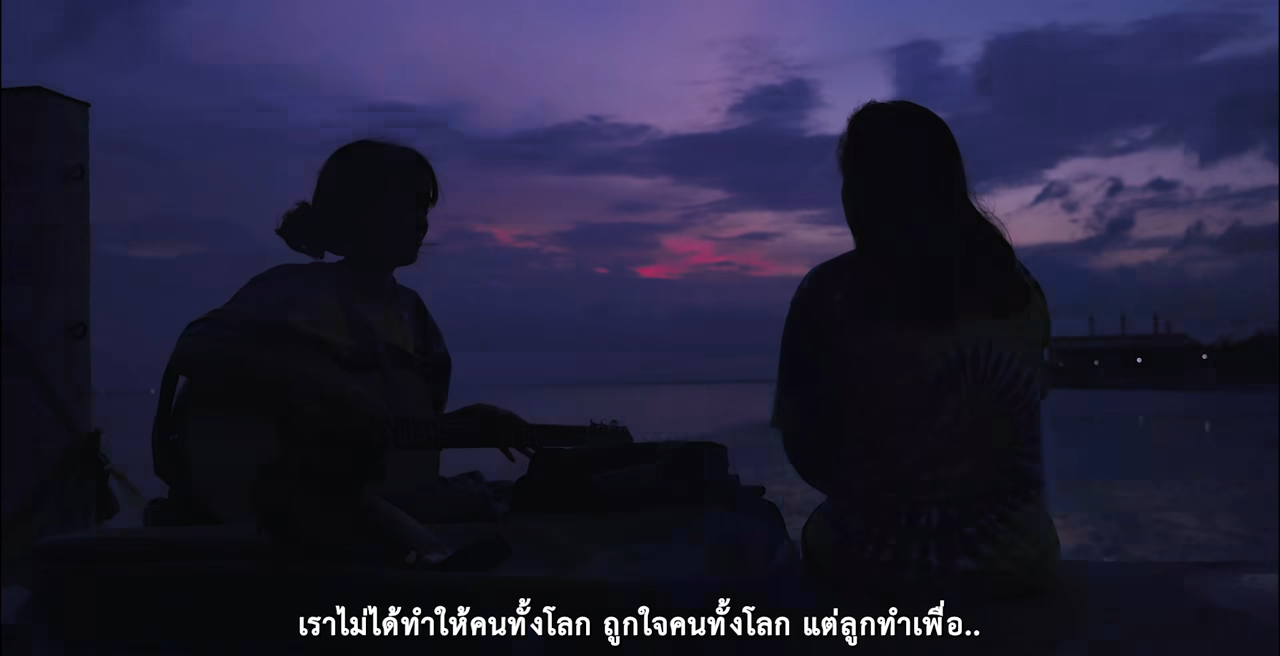 เราไม่ได้ทำให้คนทั้งโลก ถูกใจคนทั้งโลก แต่ลูกทำเพื่อ..